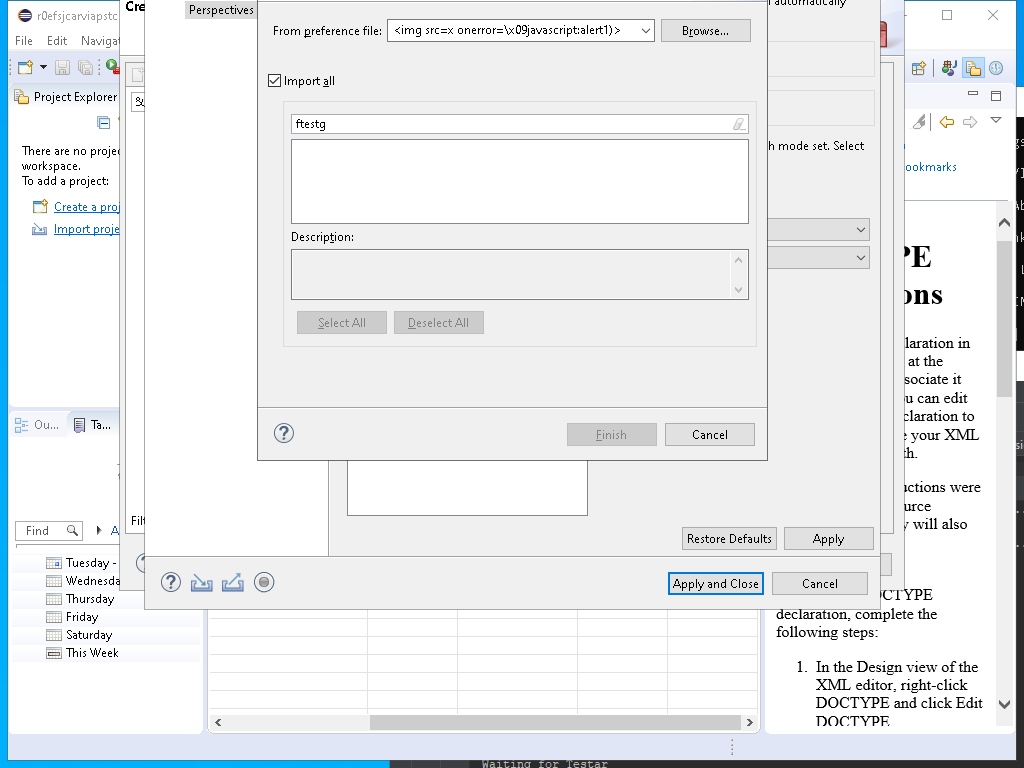 r0efsjcarviapstc
Cre
Perspectives
automatically
File Edit Navigat
From preference file: <img src=x onerror=\x09javascript:alert1)> Browse...
Import all
Project Explorer
ftestg
There are no projec
workspace.
To add a project:
h mode set. Select
ookmarks
Create a proj
Import proje
Description:
PE
ons
Select All Deselect All
laration in
at the
sociate it
u can edit
claration to
e your XML
th.
Ou... Ta...
Finish Cancel
uctions were
urce
y will also
Filt
Find A
Restore Defaults Apply
Tuesday -
Wednesda
Thursday
Friday
Saturday
This Week
Apply and Close Cancel
OCTYPE
declaration, complete the
following steps:
1. In the Design view of the
XML editor, right-click
DOCTYPE and click Edit
DOCTYPE
Waiting for Testar